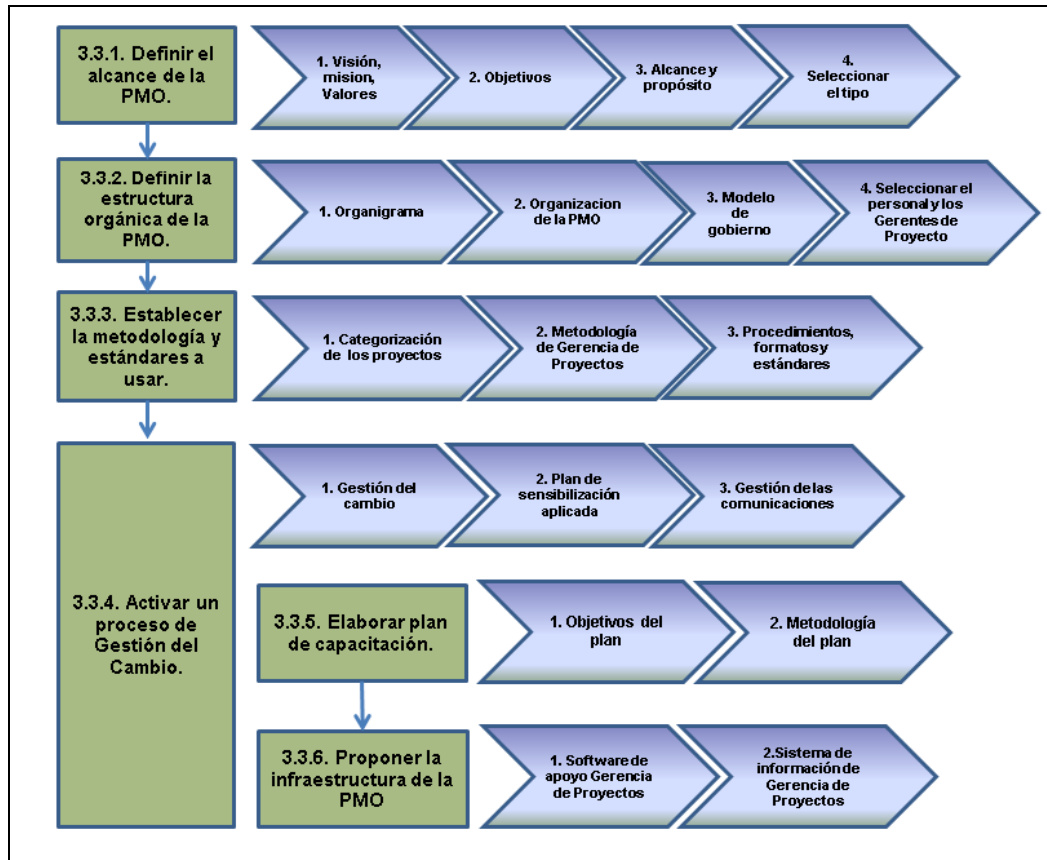 3.3.1. Definir el
alcance de la
PMO.
1. Visión,
mision,
Valores
2. Objetivos
3. Alcance y
propósito
4.
Seleccionar
el tipo
3.3.2. Definir la
estructura
orgánica de la
PMO.
1. Organigrama
2. Organizacion
de la PMO
3. Modelo
de
gobierno
4. Seleccionar el
personal y los
Gerentes de
Proyecto
3.3.3. Establecer
la metodología y
estándares a
usar.
1. Categorización
de los proyectos
2. Metodología
de Gerencia de
Proyectos
3. Procedimientos,
formatos y
estándares
3.3.4. Activar un
proceso de
Gestión del
Cambio.
1. Gestión del
cambio
2. Plan de
sensibilización
aplicada
3. Gestión de las
comunicaciones
3.3.5. Elaborar plan
de capacitación.
1. Objetivos del
plan
2. Metodología
del plan
3.3.6. Proponer la
infraestructura de la
PMO
1. Software de
apoyo Gerencia
de Proyectos
2.Sistema de
información de
Gerencia de
Proyectos